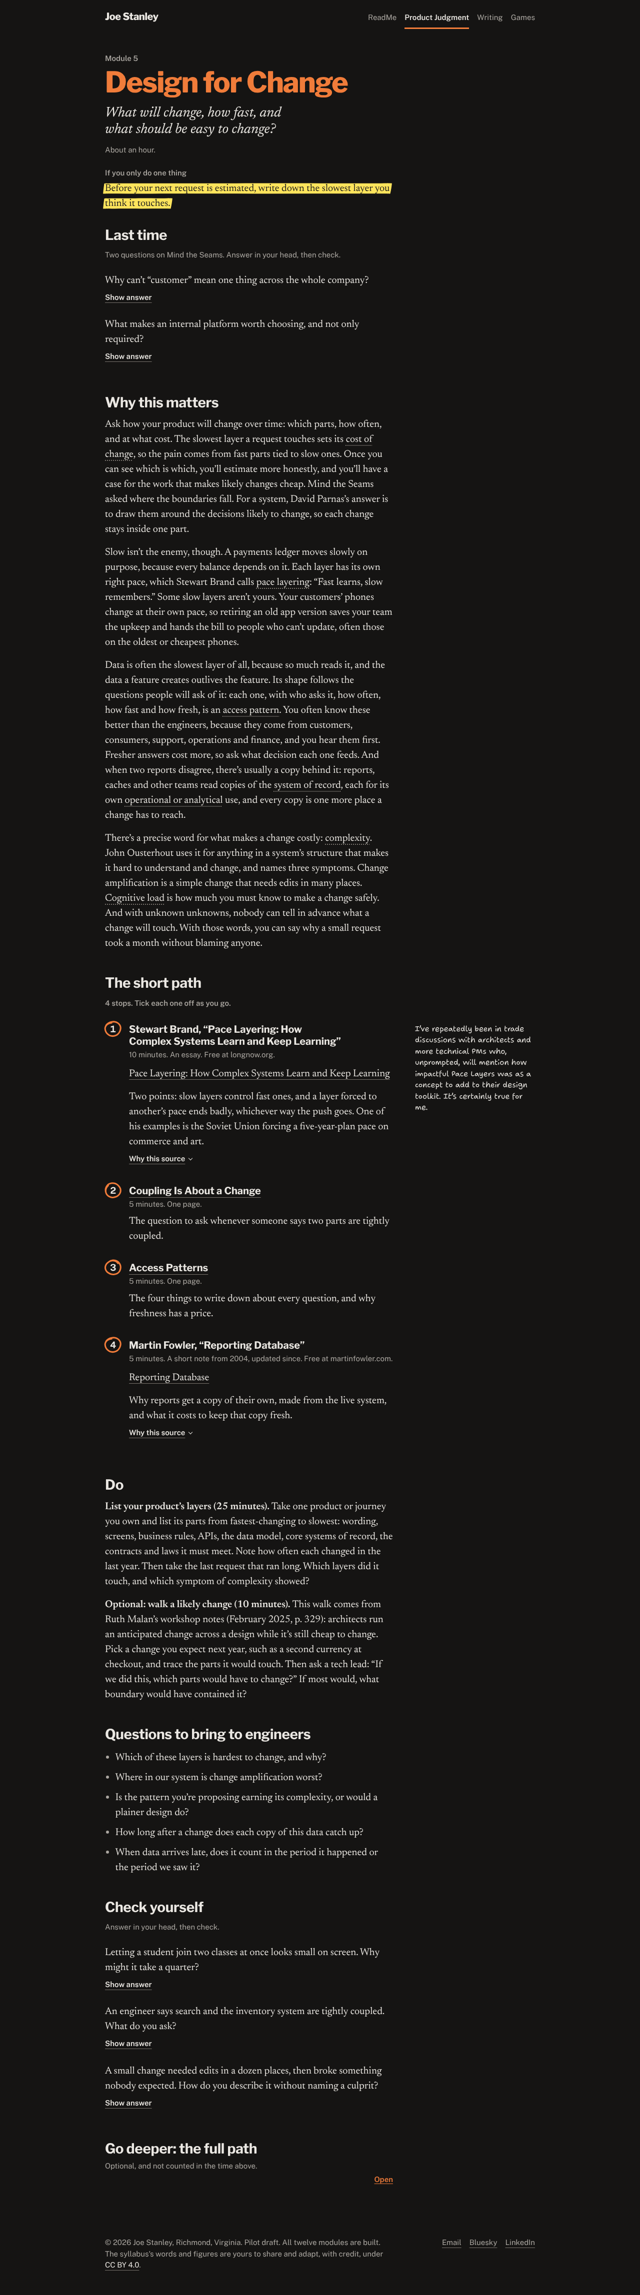 Joe Stanley
ReadMe Product Judgment Writing Games
Module 5
Design for Change
What will change, how fast, and
what should be easy to change?
About an hour.
If you only do one thing
Before your next request is estimated, write down the slowest layer you
think it touches.
Last time
Two questions on Mind the Seams. Answer in your head, then check.
Why can’t “customer” mean one thing across the whole company?
Show answer
What makes an internal platform worth choosing, and not only
required?
Show answer
Why this matters
Ask how your product will change over time: which parts, how often,
and at what cost. The slowest layer a request touches sets its cost of
change, so the pain comes from fast parts tied to slow ones. Once you
can see which is which, you’ll estimate more honestly, and you’ll have a
case for the work that makes likely changes cheap. Mind the Seams
asked where the boundaries fall. For a system, David Parnas’s answer is
to draw them around the decisions likely to change, so each change
stays inside one part.
Slow isn’t the enemy, though. A payments ledger moves slowly on
purpose, because every balance depends on it. Each layer has its own
right pace, which Stewart Brand calls pace layering: “Fast learns, slow
remembers.” Some slow layers aren’t yours. Your customers’ phones
change at their own pace, so retiring an old app version saves your team
the upkeep and hands the bill to people who can’t update, often those
on the oldest or cheapest phones.
Data is often the slowest layer of all, because so much reads it, and the
data a feature creates outlives the feature. Its shape follows the
questions people will ask of it: each one, with who asks it, how often,
how fast and how fresh, is an access pattern. You often know these
better than the engineers, because they come from customers,
consumers, support, operations and finance, and you hear them first.
Fresher answers cost more, so ask what decision each one feeds. And
when two reports disagree, there’s usually a copy behind it: reports,
caches and other teams read copies of the system of record, each for its
own operational or analytical use, and every copy is one more place a
change has to reach.
There’s a precise word for what makes a change costly: complexity.
John Ousterhout uses it for anything in a system’s structure that makes
it hard to understand and change, and names three symptoms. Change
amplification is a simple change that needs edits in many places.
Cognitive load is how much you must know to make a change safely.
And with unknown unknowns, nobody can tell in advance what a
change will touch. With those words, you can say why a small request
took a month without blaming anyone.
The short path
4 stops. Tick each one off as you go.
1
Stewart Brand, “Pace Layering: How
Complex Systems Learn and Keep Learning”
10 minutes. An essay. Free at longnow.org.
Pace Layering: How Complex Systems Learn and Keep Learning
Two points: slow layers control fast ones, and a layer forced to
another’s pace ends badly, whichever way the push goes. One of
his examples is the Soviet Union forcing a five-year-plan pace on
commerce and art.
Why this source
I’ve repeatedly been in trade
discussions with architects and
more technical PMs who,
unprompted, will mention how
impactful Pace Layers was as a
concept to add to their design
toolkit. It’s certainly true for
me.
2
Coupling Is About a Change
5 minutes. One page.
The question to ask whenever someone says two parts are tightly
coupled.
3
Access Patterns
5 minutes. One page.
The four things to write down about every question, and why
freshness has a price.
4
Martin Fowler, “Reporting Database”
5 minutes. A short note from 2004, updated since. Free at martinfowler.com.
Reporting Database
Why reports get a copy of their own, made from the live system,
and what it costs to keep that copy fresh.
Why this source
Do
List your product’s layers (25 minutes). Take one product or journey
you own and list its parts from fastest-changing to slowest: wording,
screens, business rules, APIs, the data model, core systems of record, the
contracts and laws it must meet. Note how often each changed in the
last year. Then take the last request that ran long. Which layers did it
touch, and which symptom of complexity showed?
Optional: walk a likely change (10 minutes). This walk comes from
Ruth Malan’s workshop notes (February 2025, p. 329): architects run
an anticipated change across a design while it’s still cheap to change.
Pick a change you expect next year, such as a second currency at
checkout, and trace the parts it would touch. Then ask a tech lead: “If
we did this, which parts would have to change?” If most would, what
boundary would have contained it?
Questions to bring to engineers
• Which of these layers is hardest to change, and why?
• Where in our system is change amplification worst?
• Is the pattern you’re proposing earning its complexity, or would a
plainer design do?
• How long after a change does each copy of this data catch up?
• When data arrives late, does it count in the period it happened or
the period we saw it?
Check yourself
Answer in your head, then check.
Letting a student join two classes at once looks small on screen. Why
might it take a quarter?
Show answer
An engineer says search and the inventory system are tightly coupled.
What do you ask?
Show answer
A small change needed edits in a dozen places, then broke something
nobody expected. How do you describe it without naming a culprit?
Show answer
Go deeper: the full path
Optional, and not counted in the time above.
Open
© 2026 Joe Stanley, Richmond, Virginia. Pilot draft. All twelve modules are built.
The syllabus’s words and figures are yours to share and adapt, with credit, under
CC BY 4.0.
Email Bluesky LinkedIn